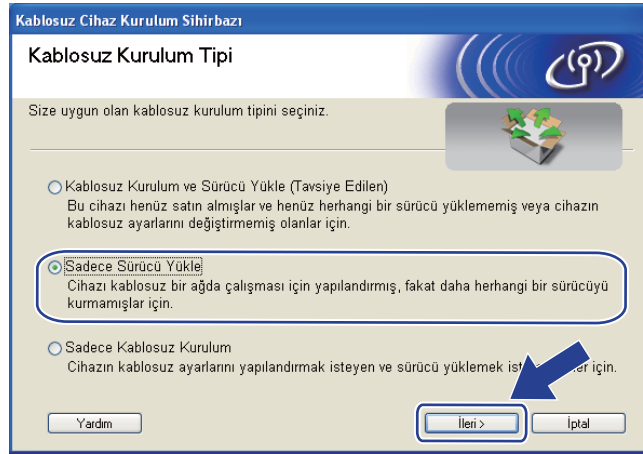 Kablosuz Cihaz Kurulum Sihirbazı
Kablosuz Kurulum Tipi
Size uygun olan kablosuz kurulum tipini seçiniz.
Kablosuz Kurulum ve Sürücü Yükle (Tavsiye Edilen)
Bu cihazı henüz satın almışlar ve henüz herhangi bir sürücü yüklememiş veya cihazın
kablosuz ayarlarını değiştirmemiş olanlar için.
Sadece Sürücü Yükle
Cihazı kablosuz bir ağda çalışması için yapılandırmış, fakat daha herhangi bir sürücüyü
kurmamışlar için.
Sadece Kablosuz Kurulum
Cihazın kablosuz ayarlarını yapılandırmak isteyen ve sürücü yüklemek için.
Yardım
İleri >
İptal